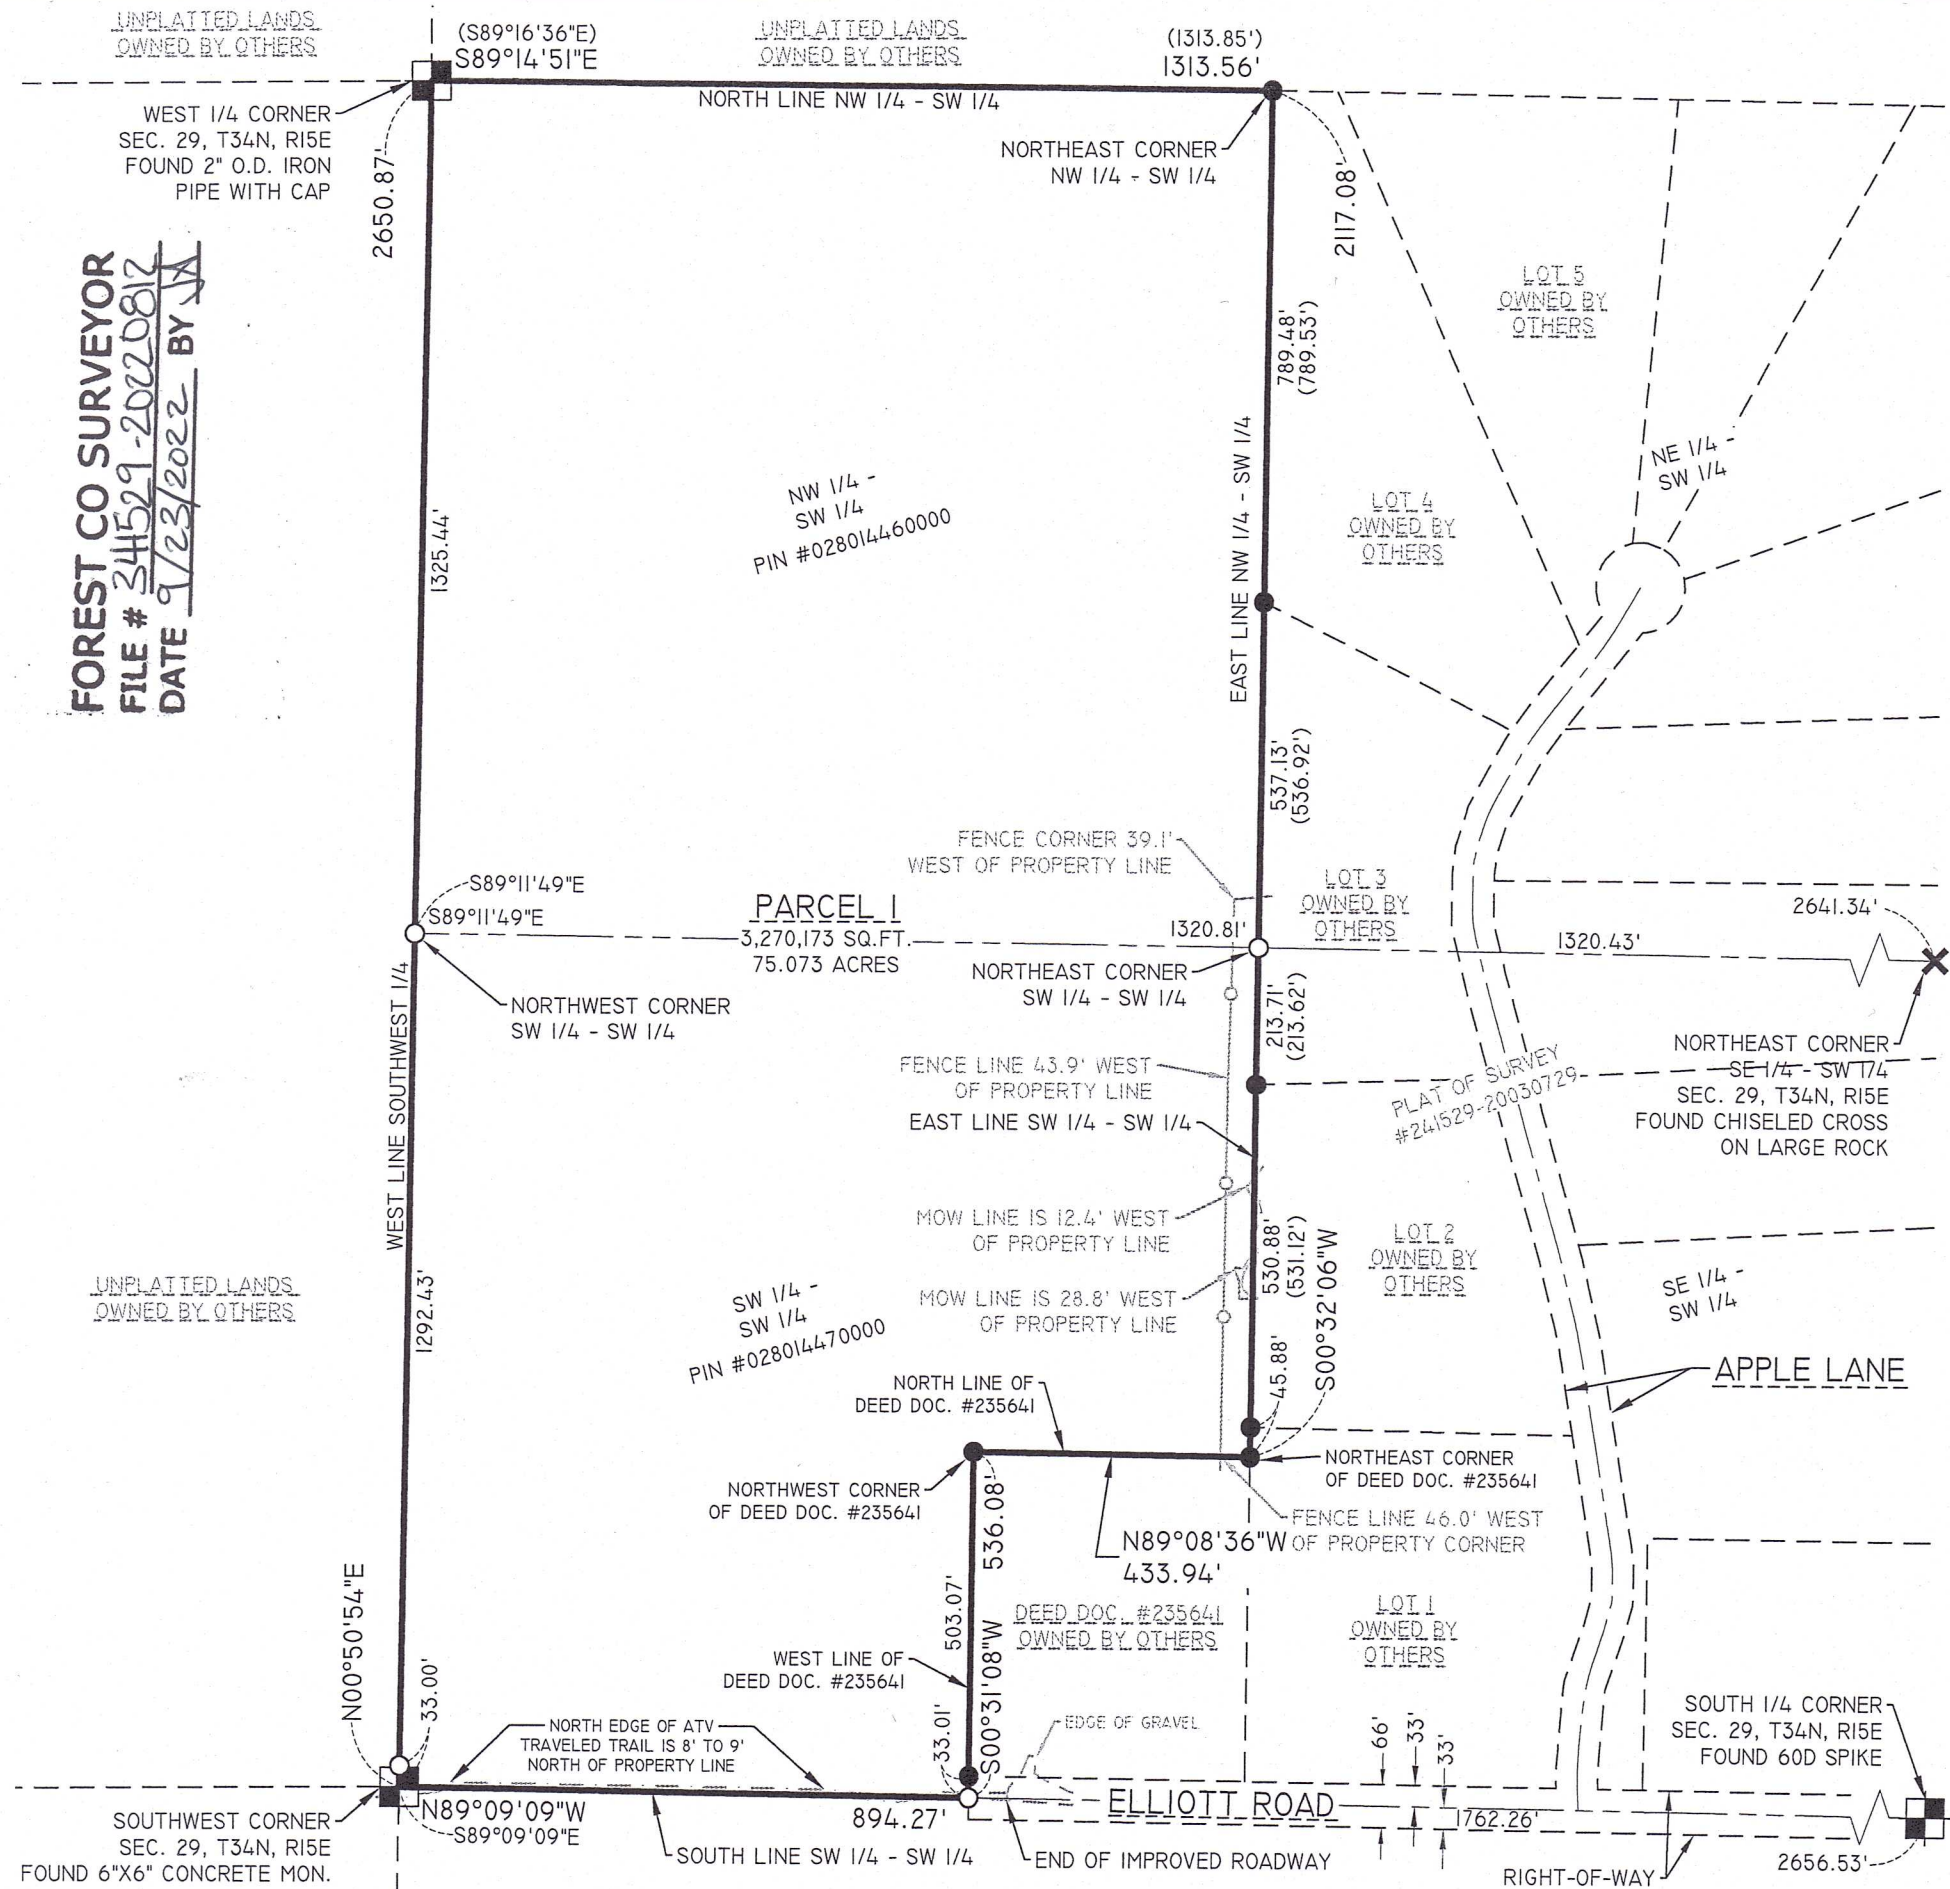 UNPLATTED LANDS
OWNED BY OTHERS
(S89°16'36"E)
S89°14'51"E
UNPLATTED LANDS
OWNED BY OTHERS
(1313.85')
1313.56'
NORTH LINE NW 1/4 - SW 1/4
WEST 1/4 CORNER
SEC. 29, T34N, R15E
FOUND 2" O.D. IRON
PIPE WITH CAP
2650.87'
NORTHEAST CORNER
NW 1/4 - SW 1/4
2117.08'
FOREST CO SURVEYOR
FILE # 341529-20220812
DATE 9/23/2022 BY
LOT 5
OWNED BY
OTHERS
789.48'
(789.53')
EAST LINE NW 1/4 - SW 1/4
NE 1/4 -
SW 1/4
1325.44'
NW 1/4 -
SW 1/4
PIN #028014460000
LOT 4
OWNED BY
OTHERS
537.13'
(536.92')
FENCE CORNER 39.1'
WEST OF PROPERTY LINE
S89°11'49"E
S89°11'49"E
PARCEL 1
3,270,173 SQ.FT.
75.073 ACRES
1320.81'
LOT 3
OWNED BY
OTHERS
1320.43'
2641.34'
NORTHWEST CORNER
SW 1/4 - SW 1/4
NORTHEAST CORNER
SW 1/4 - SW 1/4
213.71'
(213.62')
WEST LINE SOUTHWEST 1/4
FENCE LINE 43.9' WEST
OF PROPERTY LINE
EAST LINE SW 1/4 - SW 1/4
PLAT OF SURVEY
#241529-20030729
NORTHEAST CORNER
SE 1/4 - SW 1/4
SEC. 29, T34N, R15E
FOUND CHISELED CROSS
ON LARGE ROCK
MOW LINE IS 12.4' WEST
OF PROPERTY LINE
MOW LINE IS 28.8' WEST
OF PROPERTY LINE
530.88'
(531.12')
S00°32'06"W
LOT 2
OWNED BY
OTHERS
SE 1/4 -
SW 1/4
UNPLATTED LANDS
OWNED BY OTHERS
1292.43'
SW 1/4 -
SW 1/4
PIN #028014470000
45.88'
APPLE LANE
NORTH LINE OF
DEED DOC. #235641
NORTHWEST CORNER
OF DEED DOC. #235641
NORTHEAST CORNER
OF DEED DOC. #235641
FENCE LINE 46.0' WEST
OF PROPERTY CORNER
N89°08'36"W
433.94'
536.08'
503.07'
S00°31'08"W
33.01'
DEED DOC. #235641
OWNED BY OTHERS
LOT 1
OWNED BY
OTHERS
WEST LINE OF
DEED DOC. #235641
N00°50'54"E
33.00'
NORTH EDGE OF ATV
TRAVELED TRAIL IS 8' TO 9'
NORTH OF PROPERTY LINE
EDGE OF GRAVEL
66'
33'
33'
SOUTH 1/4 CORNER
SEC. 29, T34N, R15E
FOUND 60D SPIKE
SOUTHWEST CORNER
SEC. 29, T34N, R15E
FOUND 6"X6" CONCRETE MON.
N89°09'09"W
S89°09'09"E
894.27'
ELLIOTT ROAD
1762.26'
SOUTH LINE SW 1/4 - SW 1/4
END OF IMPROVED ROADWAY
RIGHT-OF-WAY
2656.53'